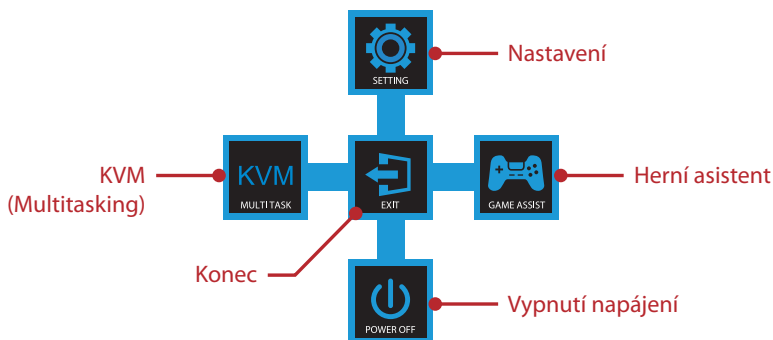 SETTING
Nastavení
KVM
(Multitasking)
KVM
MULTI TASK
EXIT
GAME ASSIST
Herní asistent
Konec
POWER OFF
Vypnutí napájení